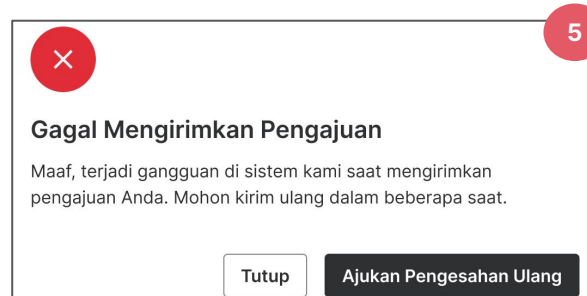 5
Gagal Mengirimkan Pengajuan
Maaf, terjadi gangguan di sistem kami saat mengirimkan
pengajuan Anda. Mohon kirim ulang dalam beberapa saat.
Tutup Ajukan Pengesahan Ulang